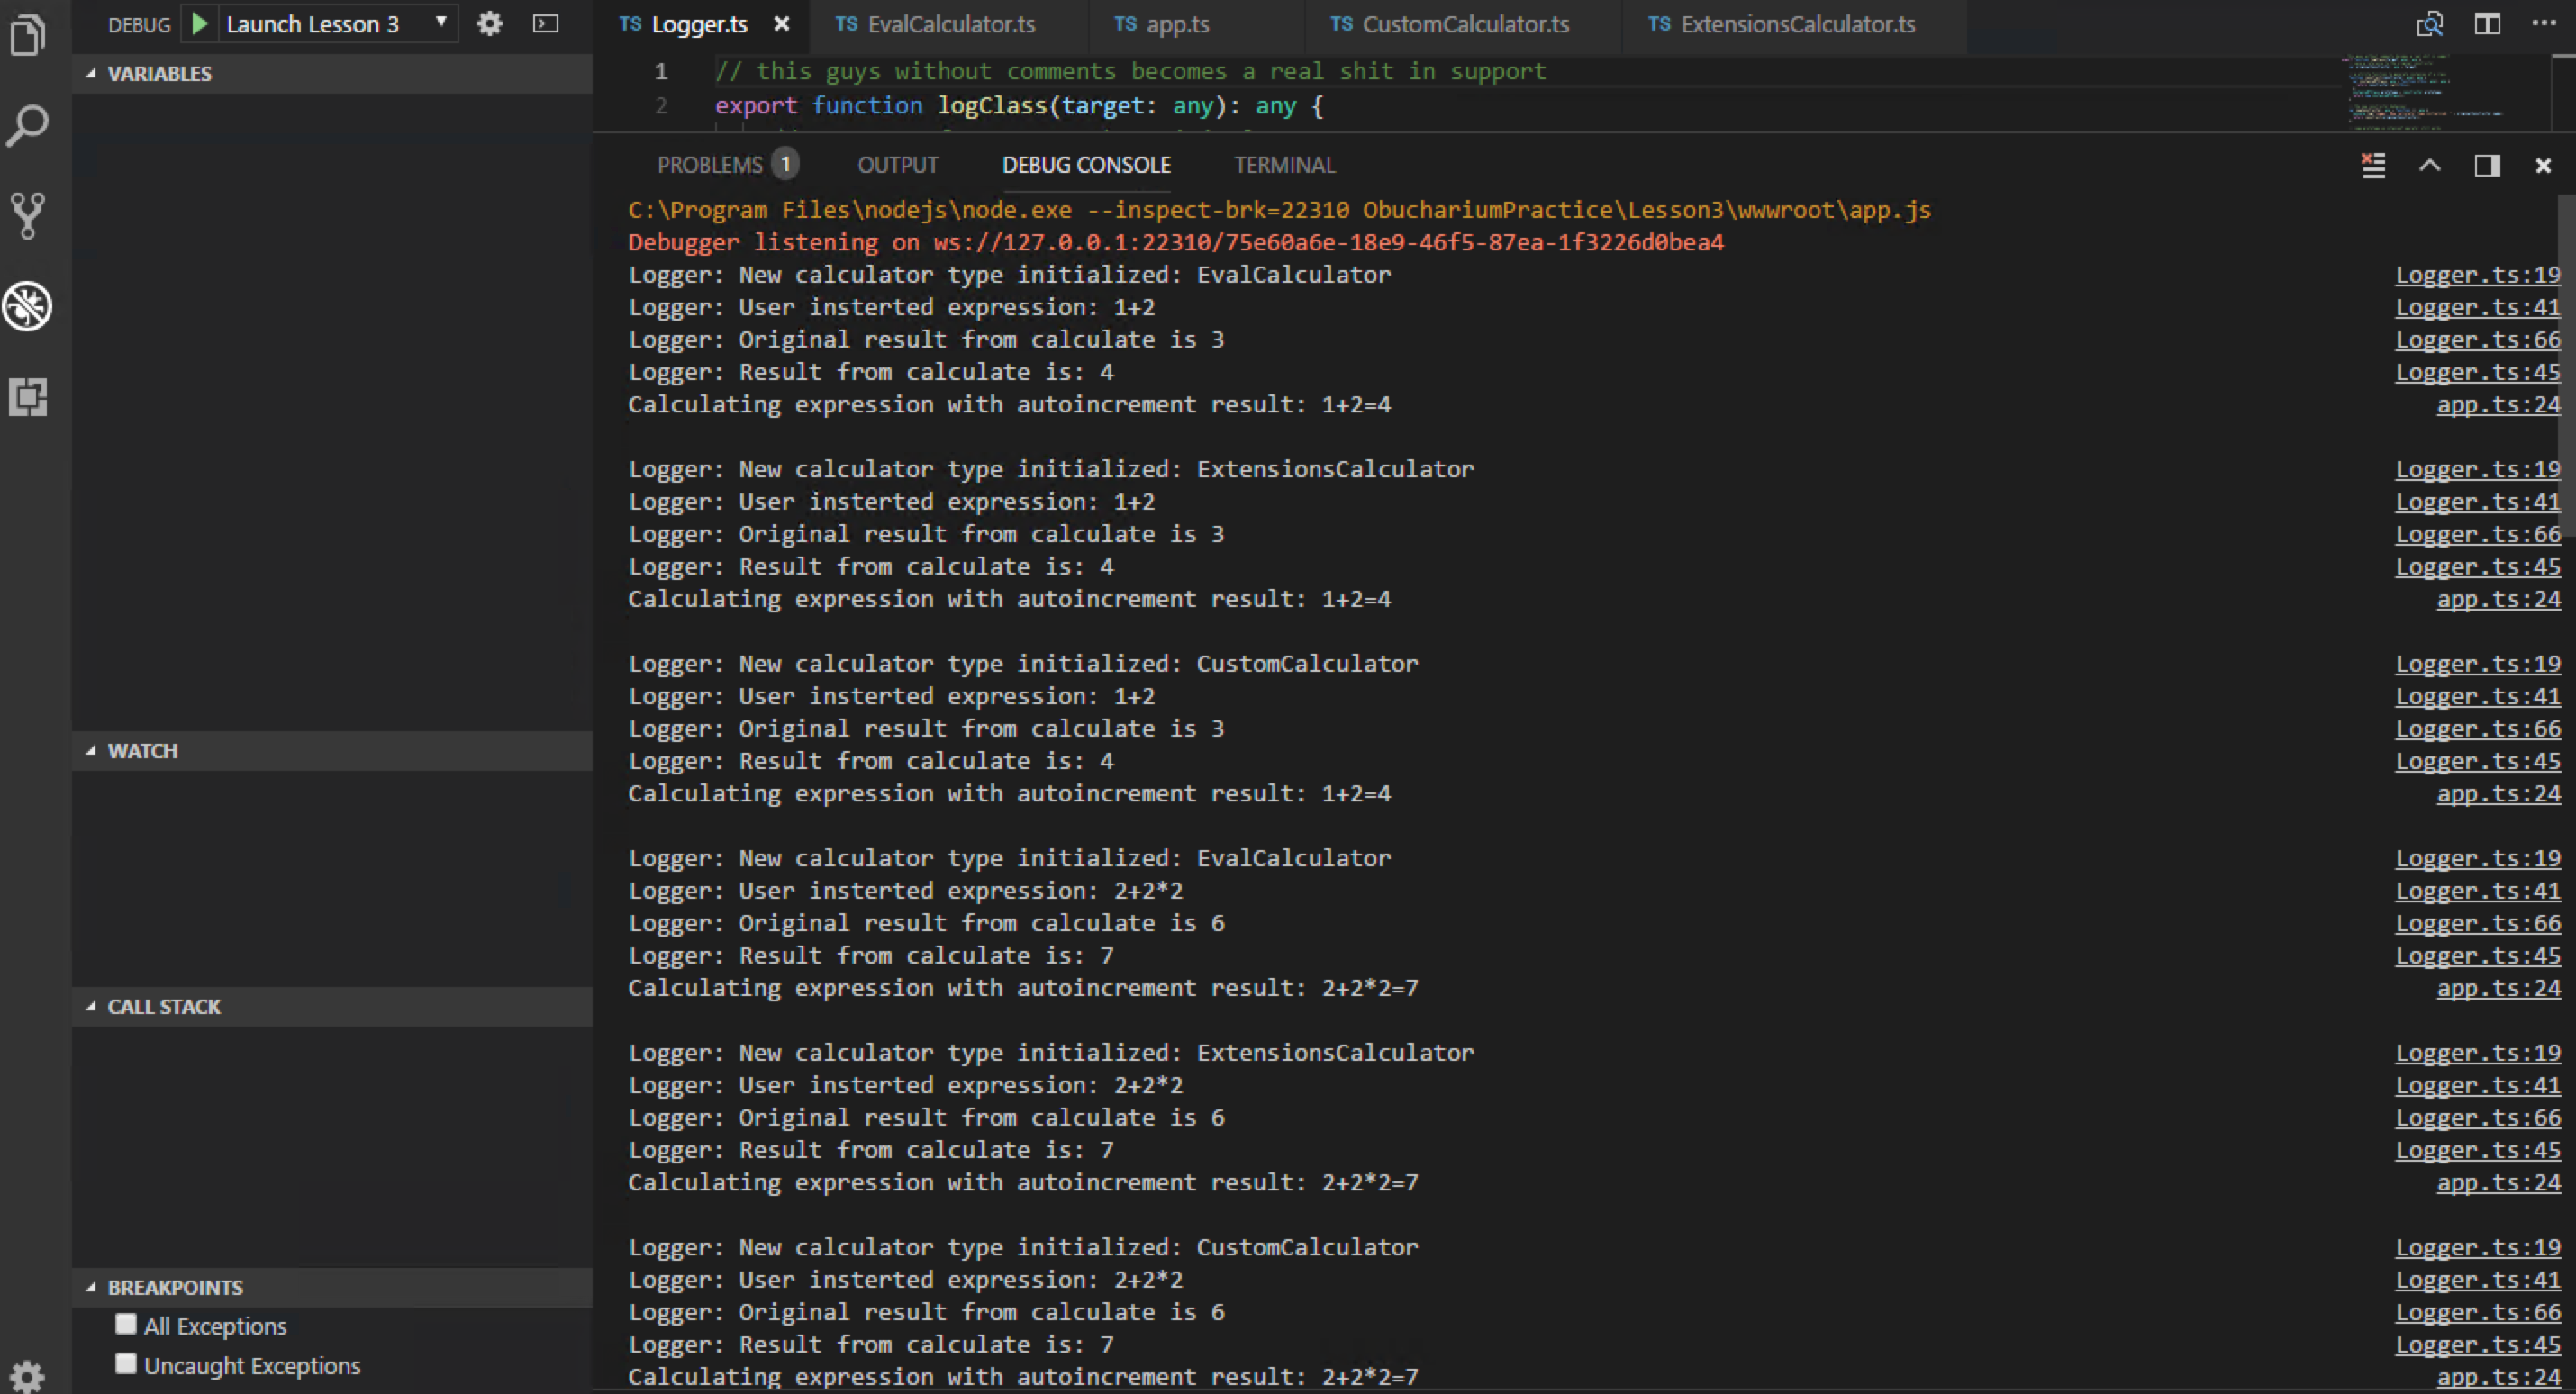 DEBUG Launch Lesson 3
VARIABLES
WATCH
CALL STACK
BREAKPOINTS
All Exceptions
Uncaught Exceptions
TS Logger.ts TS EvalCalculator.ts TS app.ts TS CustomCalculator.ts TS ExtensionsCalculator.ts
1 // this guys without comments becomes a real shit in support
2 export function logClass(target: any): any {
PROBLEMS 1 OUTPUT DEBUG CONSOLE TERMINAL
C:\Program Files\nodejs\node.exe --inspect-brk=22310 ObuchariumPractice\Lesson3\wwwroot\app.js
Debugger listening on ws://127.0.0.1:22310/75e60a6e-18e9-46f5-87ea-1f3226d0bea4
Logger: New calculator type initialized: EvalCalculator Logger.ts:19
Logger: User insterted expression: 1+2 Logger.ts:41
Logger: Original result from calculate is 3 Logger.ts:66
Logger: Result from calculate is: 4 Logger.ts:45
Calculating expression with autoincrement result: 1+2=4 app.ts:24
Logger: New calculator type initialized: ExtensionsCalculator Logger.ts:19
Logger: User insterted expression: 1+2 Logger.ts:41
Logger: Original result from calculate is 3 Logger.ts:66
Logger: Result from calculate is: 4 Logger.ts:45
Calculating expression with autoincrement result: 1+2=4 app.ts:24
Logger: New calculator type initialized: CustomCalculator Logger.ts:19
Logger: User insterted expression: 1+2 Logger.ts:41
Logger: Original result from calculate is 3 Logger.ts:66
Logger: Result from calculate is: 4 Logger.ts:45
Calculating expression with autoincrement result: 1+2=4 app.ts:24
Logger: New calculator type initialized: EvalCalculator Logger.ts:19
Logger: User insterted expression: 2+2*2 Logger.ts:41
Logger: Original result from calculate is 6 Logger.ts:66
Logger: Result from calculate is: 7 Logger.ts:45
Calculating expression with autoincrement result: 2+2*2=7 app.ts:24
Logger: New calculator type initialized: ExtensionsCalculator Logger.ts:19
Logger: User insterted expression: 2+2*2 Logger.ts:41
Logger: Original result from calculate is 6 Logger.ts:66
Logger: Result from calculate is: 7 Logger.ts:45
Calculating expression with autoincrement result: 2+2*2=7 app.ts:24
Logger: New calculator type initialized: CustomCalculator Logger.ts:19
Logger: User insterted expression: 2+2*2 Logger.ts:41
Logger: Original result from calculate is 6 Logger.ts:66
Logger: Result from calculate is: 7 Logger.ts:45
Calculating expression with autoincrement result: 2+2*2=7 app.ts:24